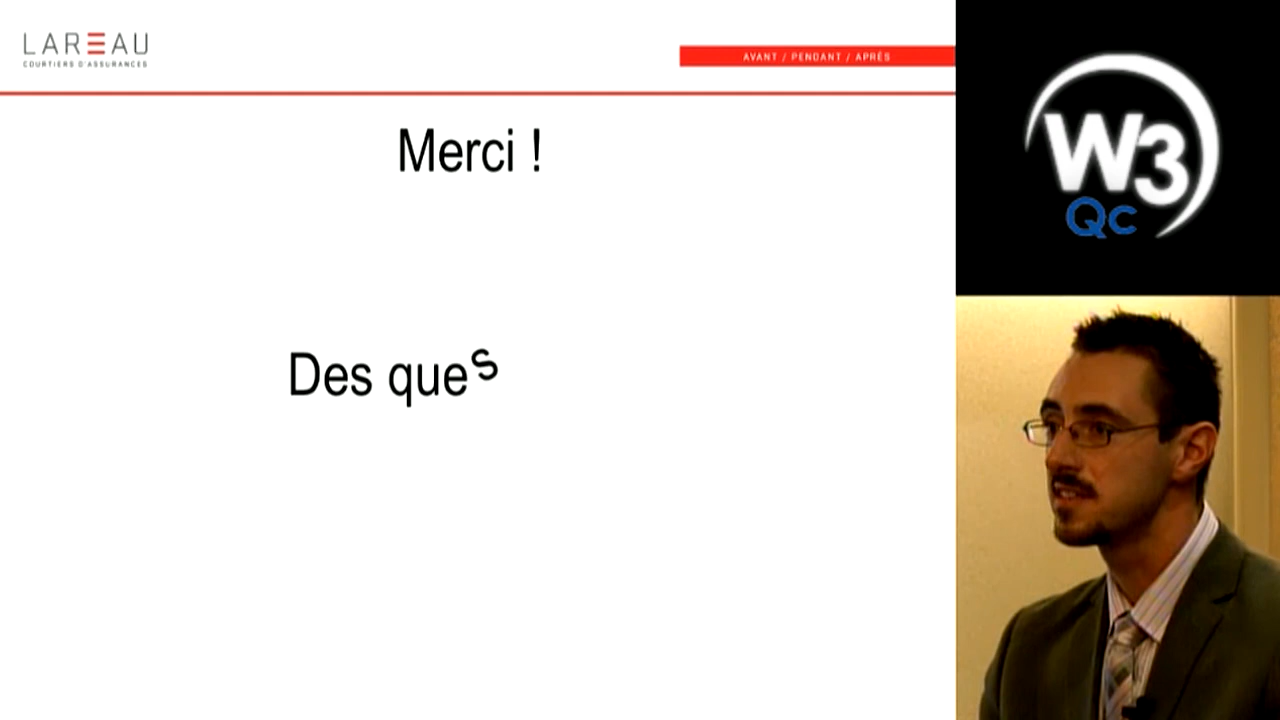 LAREAU
COURTIERS D'ASSURANCES
AVANT / PENDANT / APRÈS
Merci !
Des ques
W3
Qc